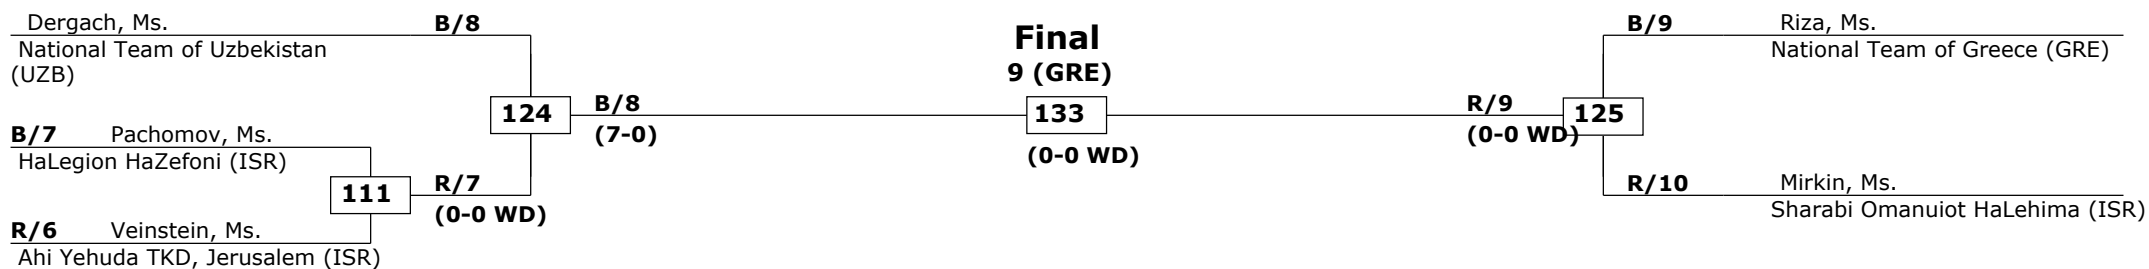 Dergach, Ms.
B/8
National Team of Uzbekistan
(UZB)
124
B/8
(7-0)
B/7 Pachomov, Ms.
HaLegion HaZefoni (ISR)
111
R/7
(0-0 WD)
R/6 Veinstein, Ms.
Ahi Yehuda TKD, Jerusalem (ISR)
Final
9 (GRE)
133
(0-0 WD)
B/9 Riza, Ms.
National Team of Greece (GRE)
R/9
(0-0 WD)
125
R/10 Mirkin, Ms.
Sharabi Omanuiot HaLehima (ISR)